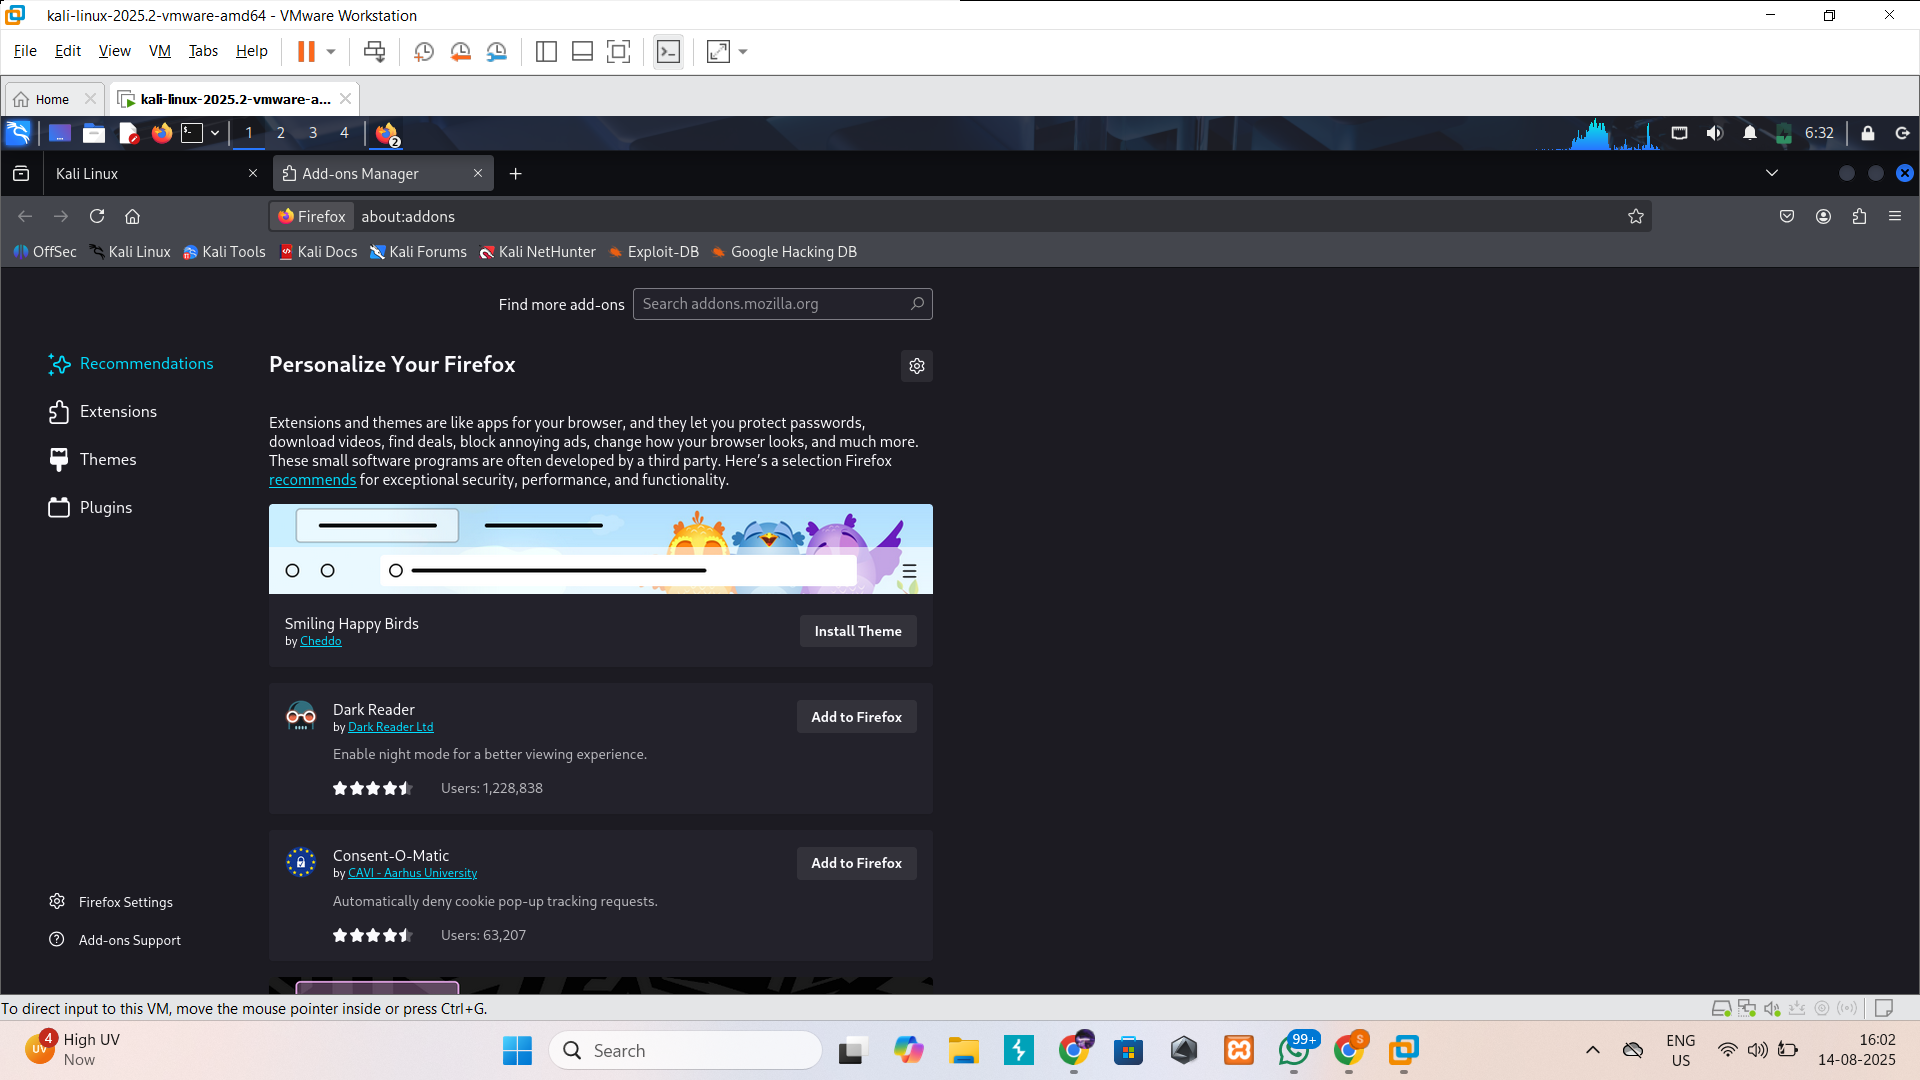 kali-linux-2025.2-vmware-amd64 - VMware Workstation
File Edit View VM Tabs Help
Home kali-linux-2025.2-vmware-a...
1 2 3 4 2 6:32
Kali Linux Add-ons Manager
Firefox about:addons
OffSec Kali Linux Kali Tools Kali Docs Kali Forums Kali NetHunter Exploit-DB Google Hacking DB
Find more add-ons Search addons.mozilla.org
Recommendations
Extensions
Themes
Plugins
Firefox Settings
Add-ons Support
Personalize Your Firefox
Extensions and themes are like apps for your browser, and they let you protect passwords,
download videos, find deals, block annoying ads, change how your browser looks, and much more.
These small software programs are often developed by a third party. Here's a selection Firefox
recommends for exceptional security, performance, and functionality.
Smiling Happy Birds
by Cheddo
Install Theme
Dark Reader
by Dark Reader Ltd
Add to Firefox
Enable night mode for a better viewing experience.
Users: 1,228,838
Consent-O-Matic
by CAVI - Aarhus University
Add to Firefox
Automatically deny cookie pop-up tracking requests.
Users: 63,207
To direct input to this VM, move the mouse pointer inside or press Ctrl+G.
UV 4 High UV
Now
Search
99+
S
ENG
US
16:02
14-08-2025